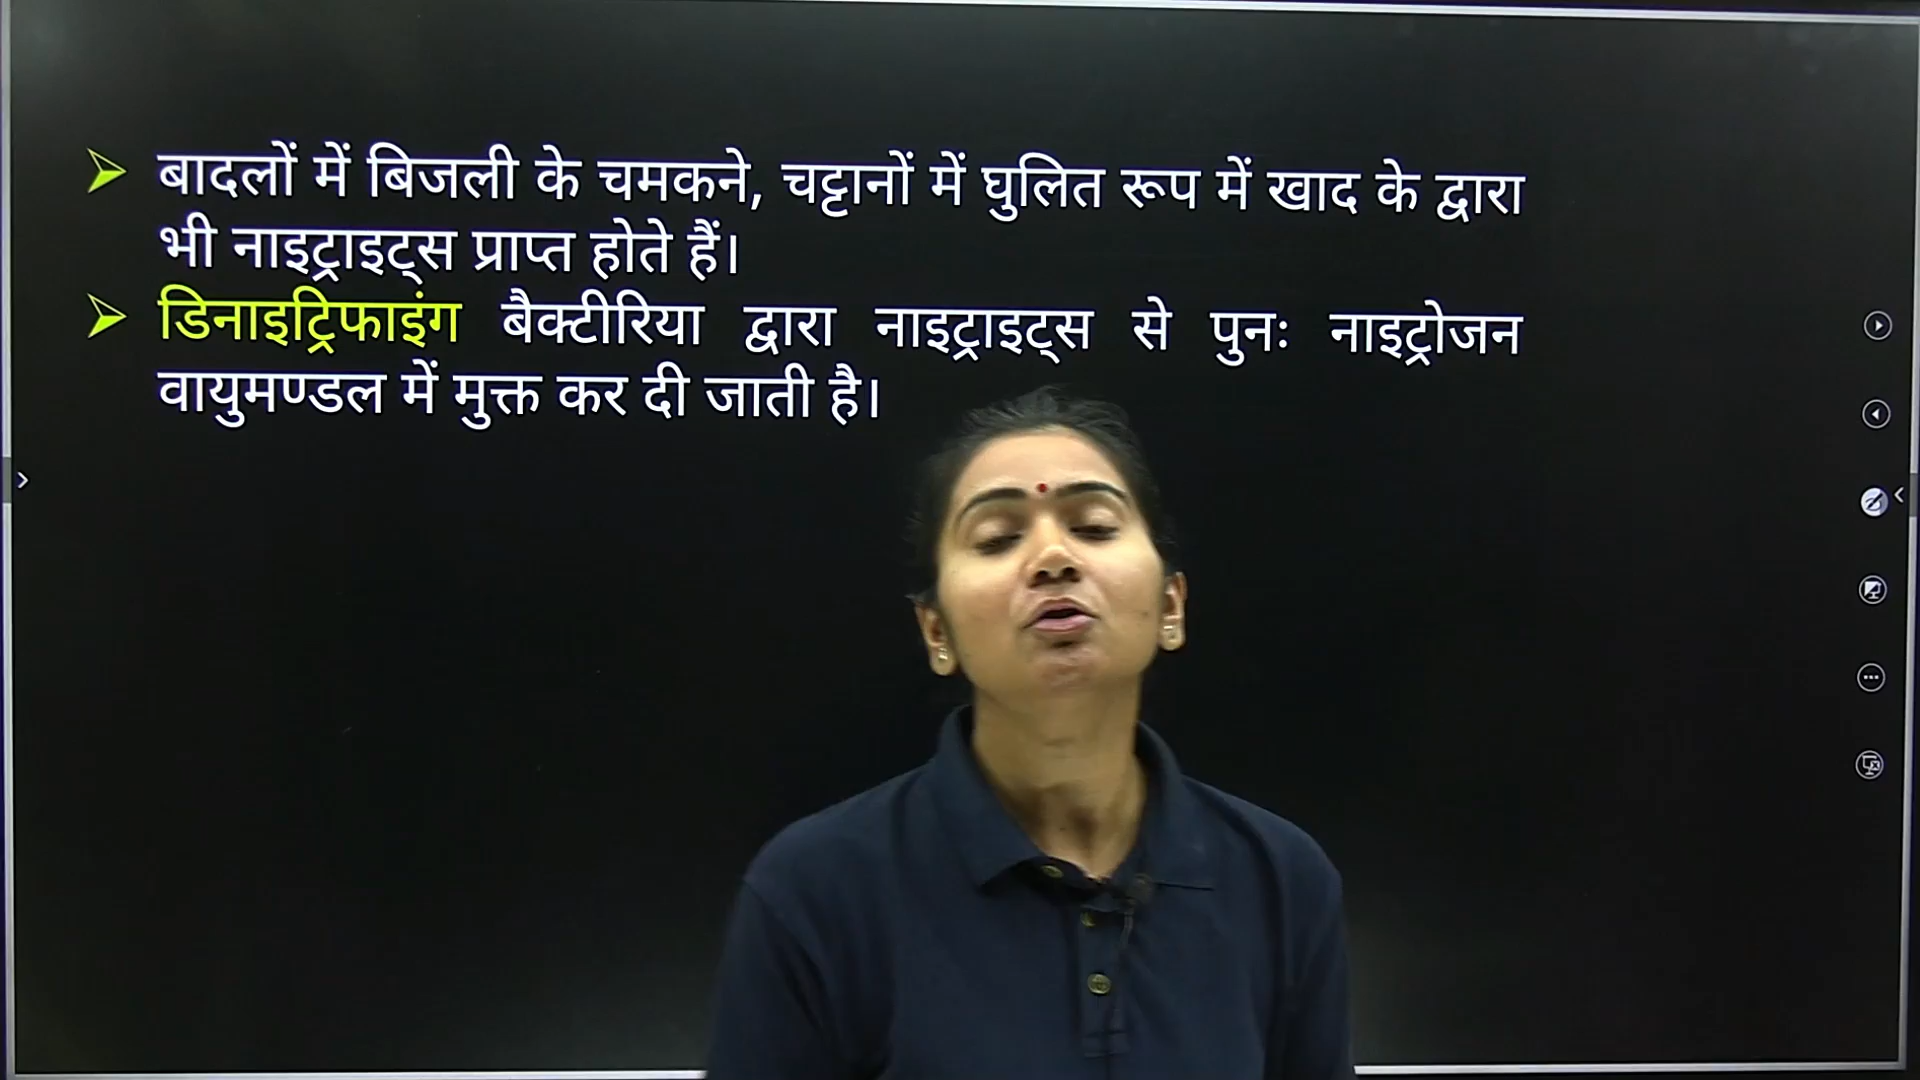 बादलों में बिजली के चमकने, चट्टानों में घुलित रूप में खाद के द्वारा
भी नाइट्राइट्स प्राप्त होते हैं।
डिनाइट्रिफाइंग बैक्टीरिया द्वारा नाइट्राइट्स से पुनः नाइट्रोजन
वायुमण्डल में मुक्त कर दी जाती है।